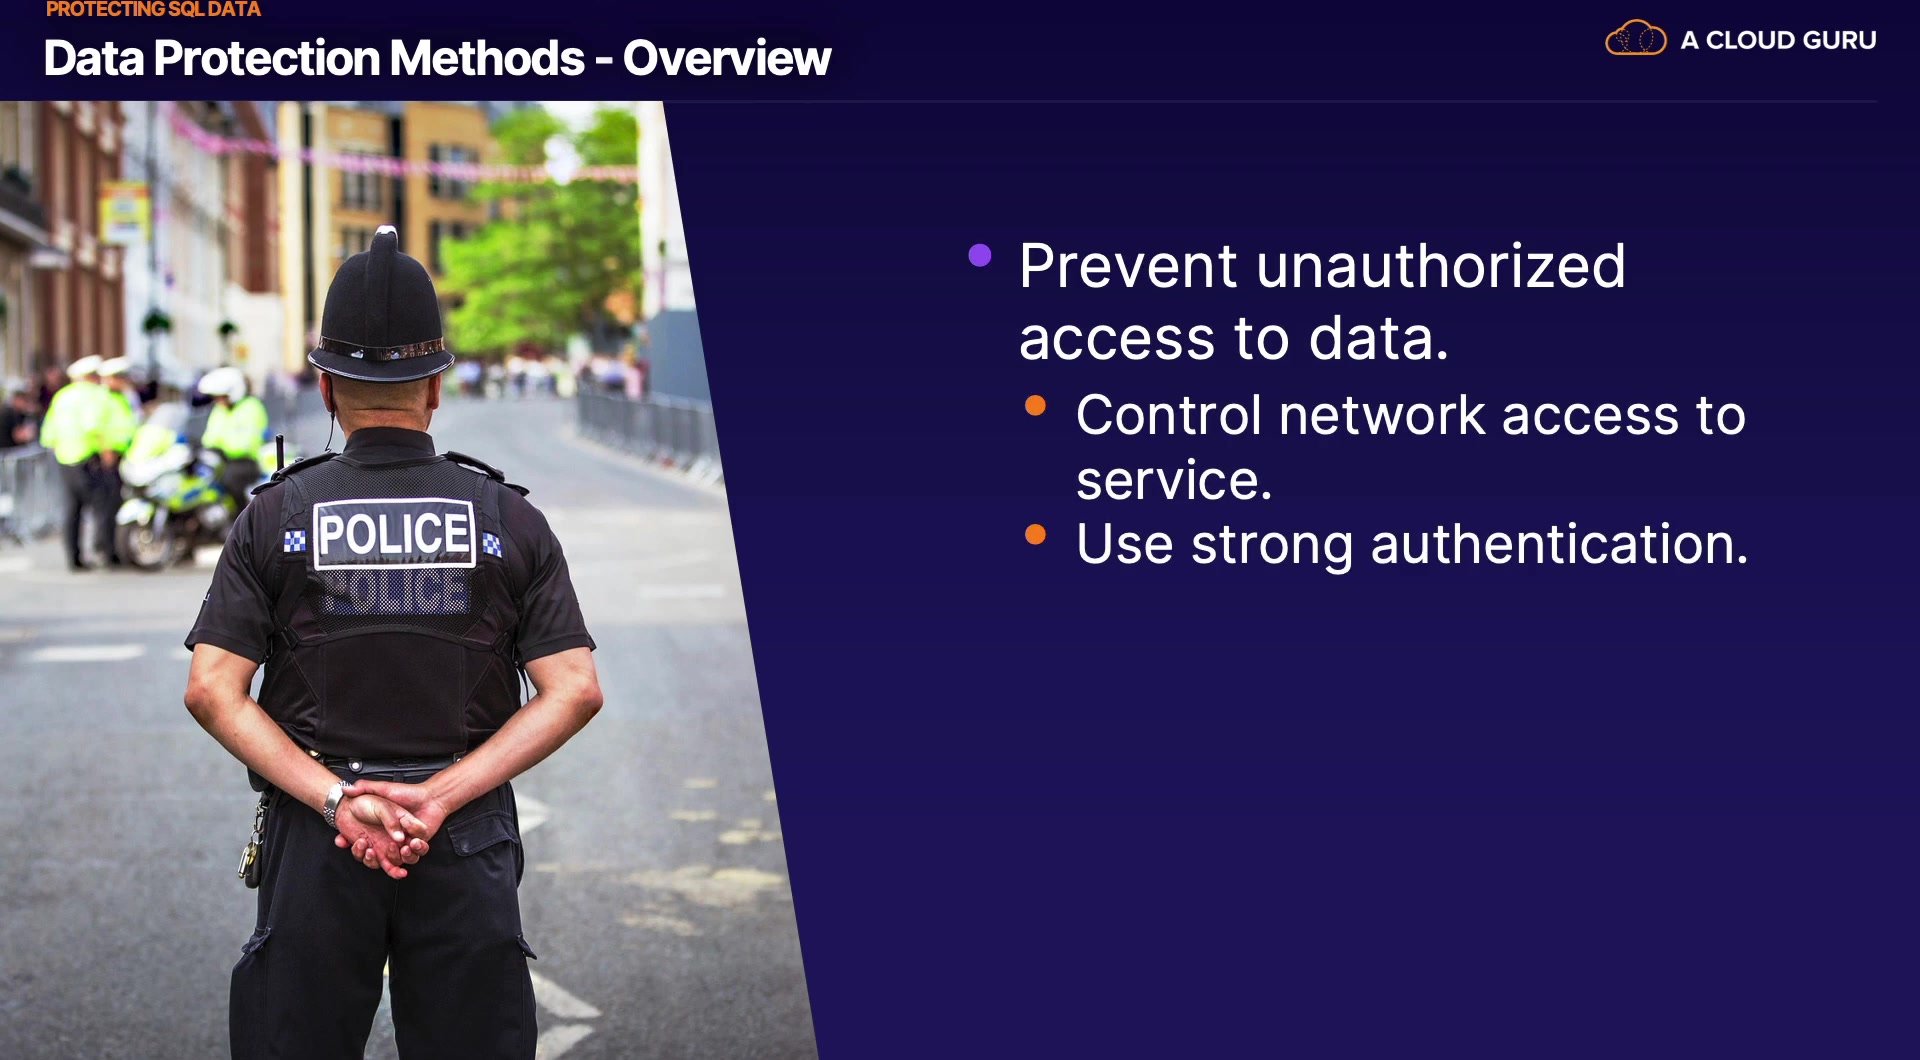 PROTECTING SQL DATA
Data Protection Methods - Overview
A CLOUD GURU
POLICE
POLICE
Prevent unauthorized
access to data.
Control network access to
service.
Use strong authentication.